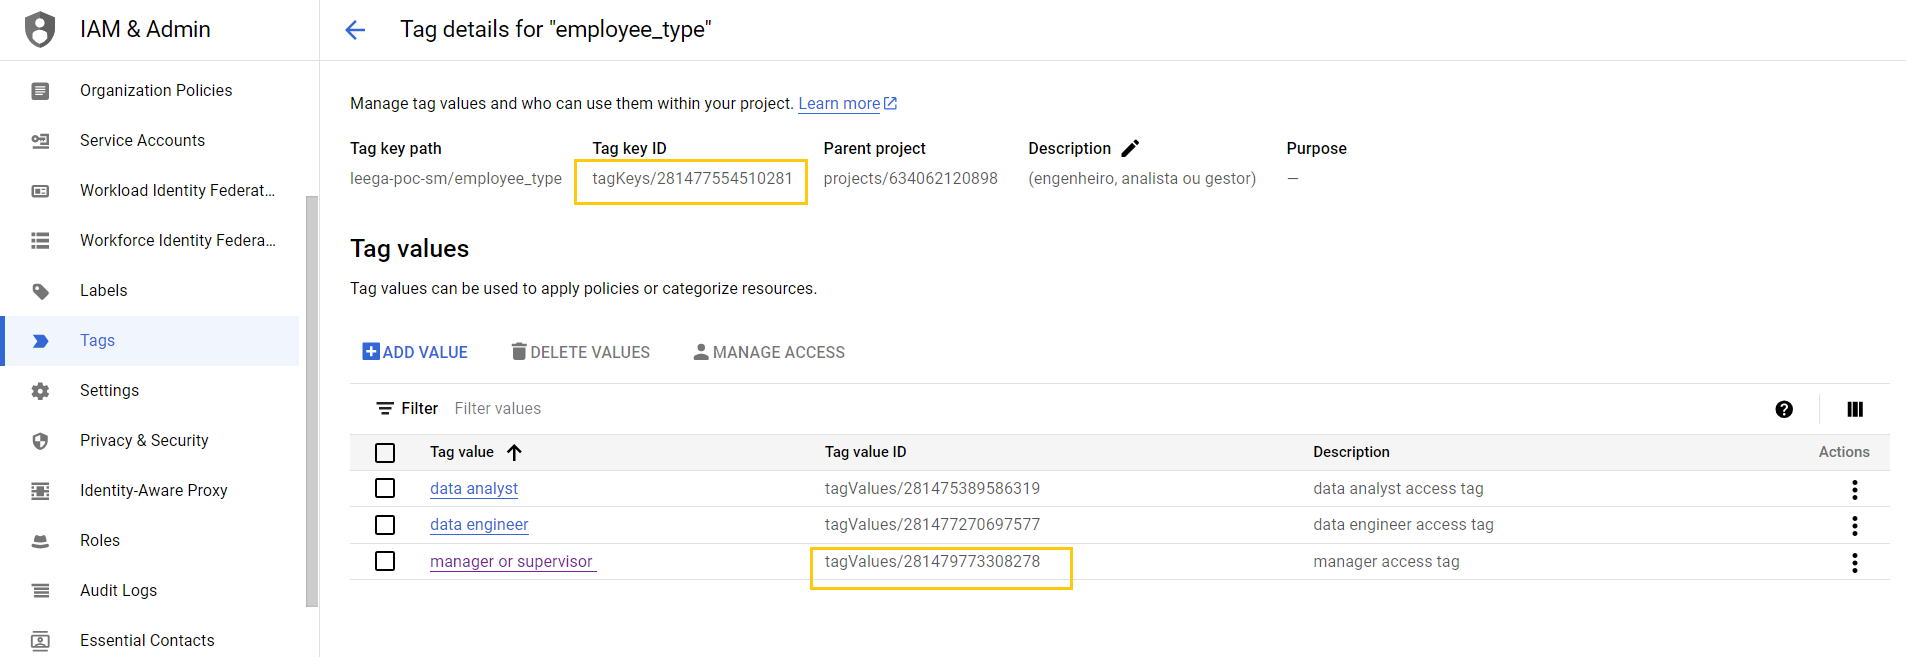 IAM & Admin
Organization Policies
Service Accounts
Workload Identity Federat...
Workforce Identity Federa...
Labels
Tags
Settings
Privacy & Security
Identity-Aware Proxy
Roles
Audit Logs
Essential Contacts
Tag details for "employee_type"
Manage tag values and who can use them within your project. Learn more
Tag key path Tag key ID Parent project Description Purpose
leega-poc-sm/employee_type tagKeys/281477554510281 projects/634062120898 (engenheiro, analista ou gestor) —
Tag values
Tag values can be used to apply policies or categorize resources.
ADD VALUE DELETE VALUES MANAGE ACCESS
Filter Filter values
Tag value Tag value ID Description Actions
data analyst tagValues/281475389586319 data analyst access tag
data engineer tagValues/281477270697577 data engineer access tag
manager or supervisor tagValues/281479773308278 manager access tag